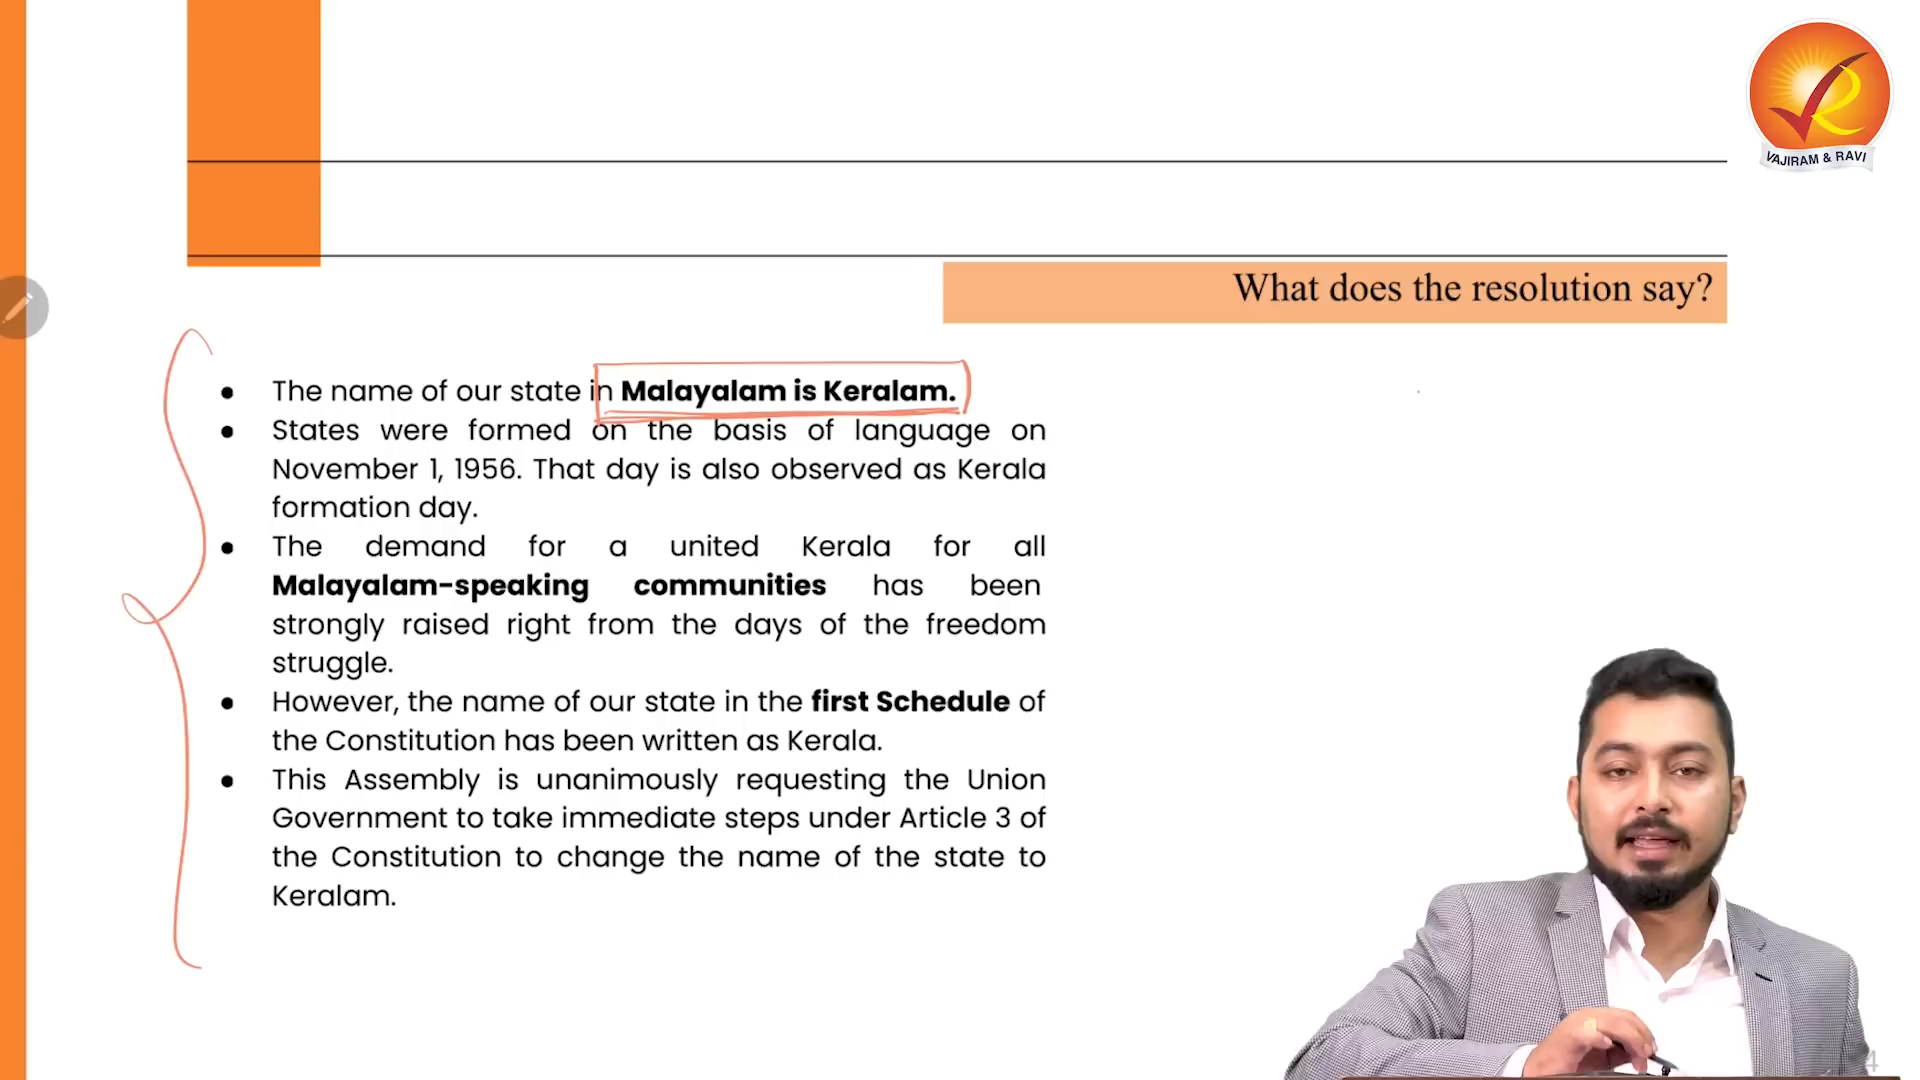 VAJIRAM & RAVI
What does the resolution say?
The name of our state in Malayalam is Keralam.
States were formed on the basis of language on
November 1, 1956. That day is also observed as Kerala
formation day.
The demand for a united Kerala for all
Malayalam-speaking communities has been
strongly raised right from the days of the freedom
struggle.
However, the name of our state in the first Schedule of
the Constitution has been written as Kerala.
This Assembly is unanimously requesting the Union
Government to take immediate steps under Article 3 of
the Constitution to change the name of the state to
Keralam.
4